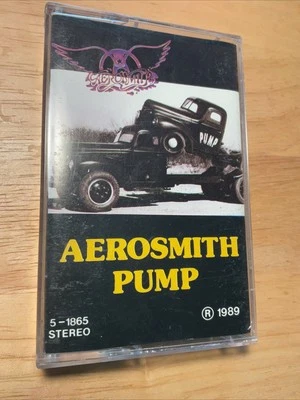 AEROSMITH
PUMP
AEROSMITH
PUMP
5-1865
STEREO
Ⓡ 1989